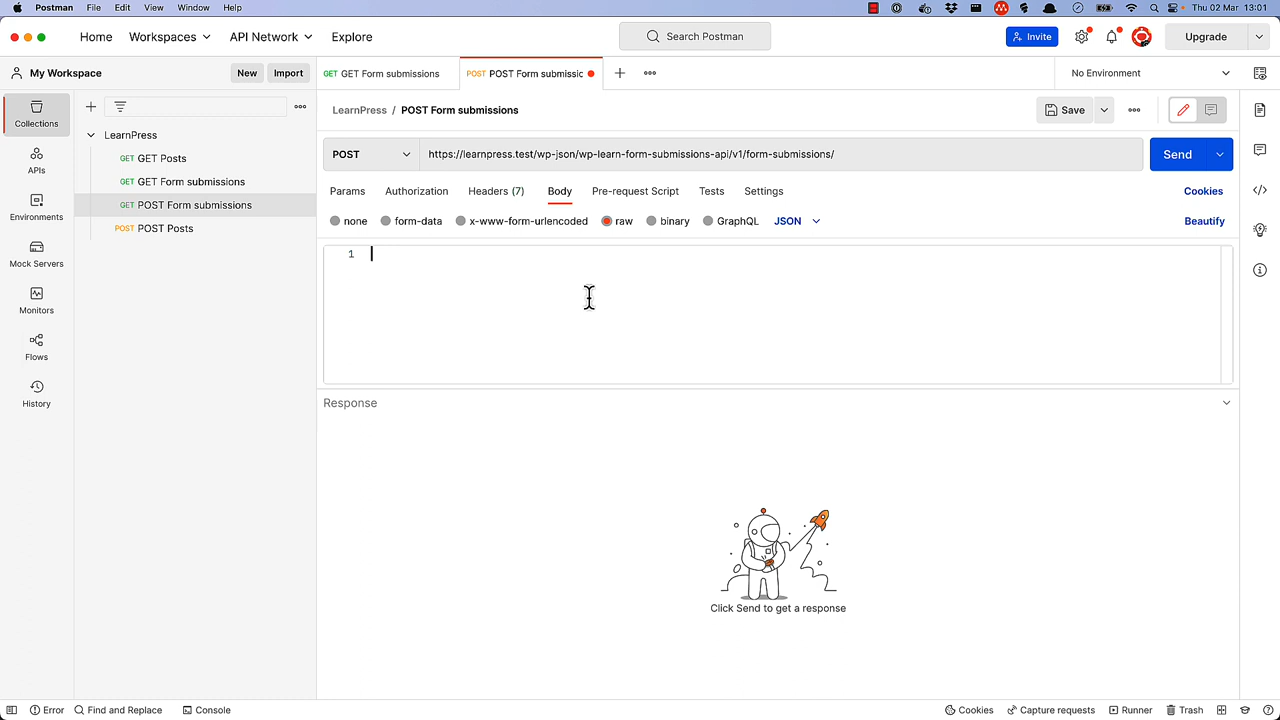 Postman File Edit View Window Help Thu 02 Mar 13:01
Home Workspaces API Network Explore Search Postman Invite Upgrade
My Workspace New Import GET GET Form submissions POST POST Form submissic No Environment
LearnPress / POST Form submissions Save
Collections
APIs
Environments
Mock Servers
Monitors
Flows
History
LearnPress
GET GET Posts
GET GET Form submissions
GET POST Form submissions
POST POST Posts
POST https://learnpress.test/wp-json/wp-learn-form-submissions-api/v1/form-submissions/ Send
Params Authorization Headers (7) Body Pre-request Script Tests Settings Cookies
none form-data x-www-form-urlencoded raw binary GraphQL JSON Beautify
1
Response
Click Send to get a response
Error Find and Replace Console Cookies Capture requests Runner Trash